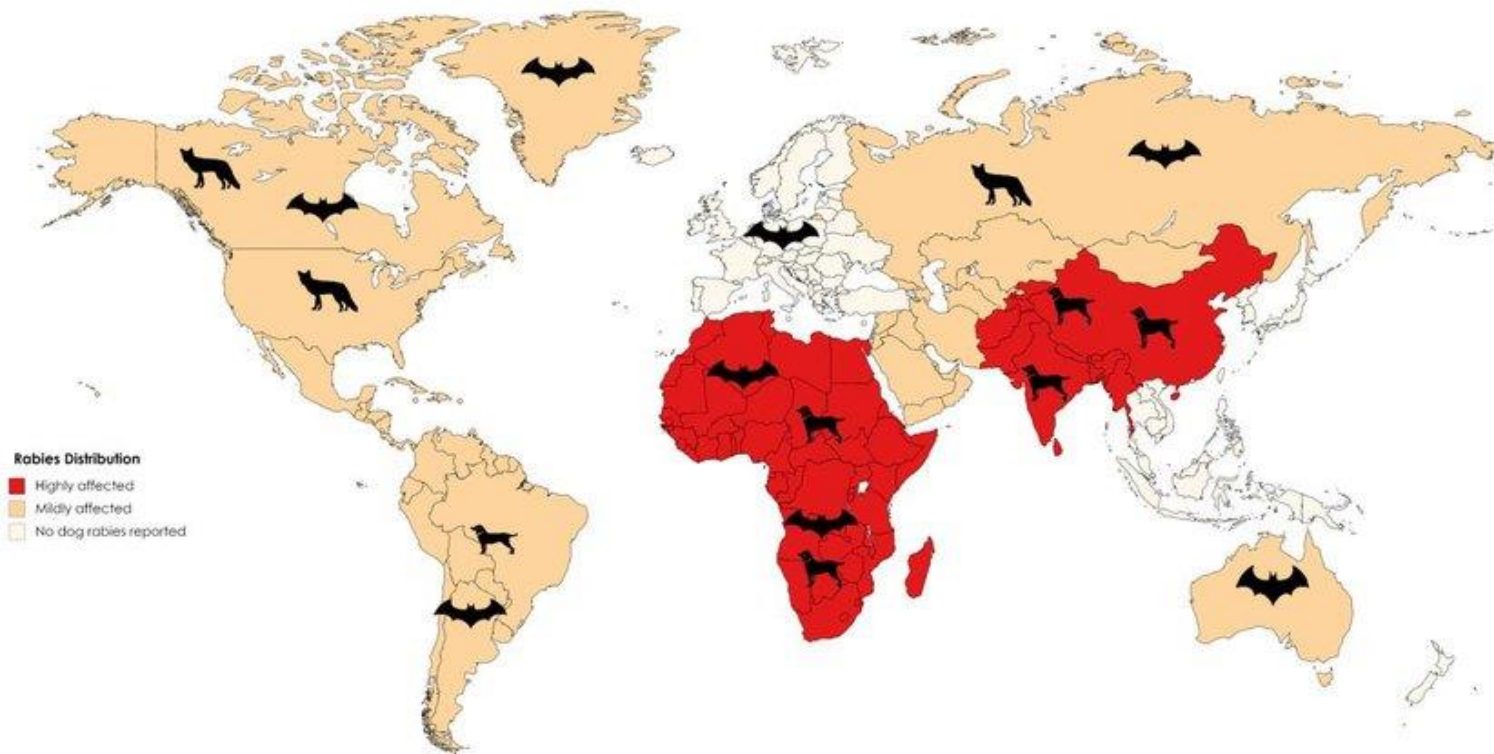 Rabies Distribution
Highly affected
Mildly affected
No dog rabies reported